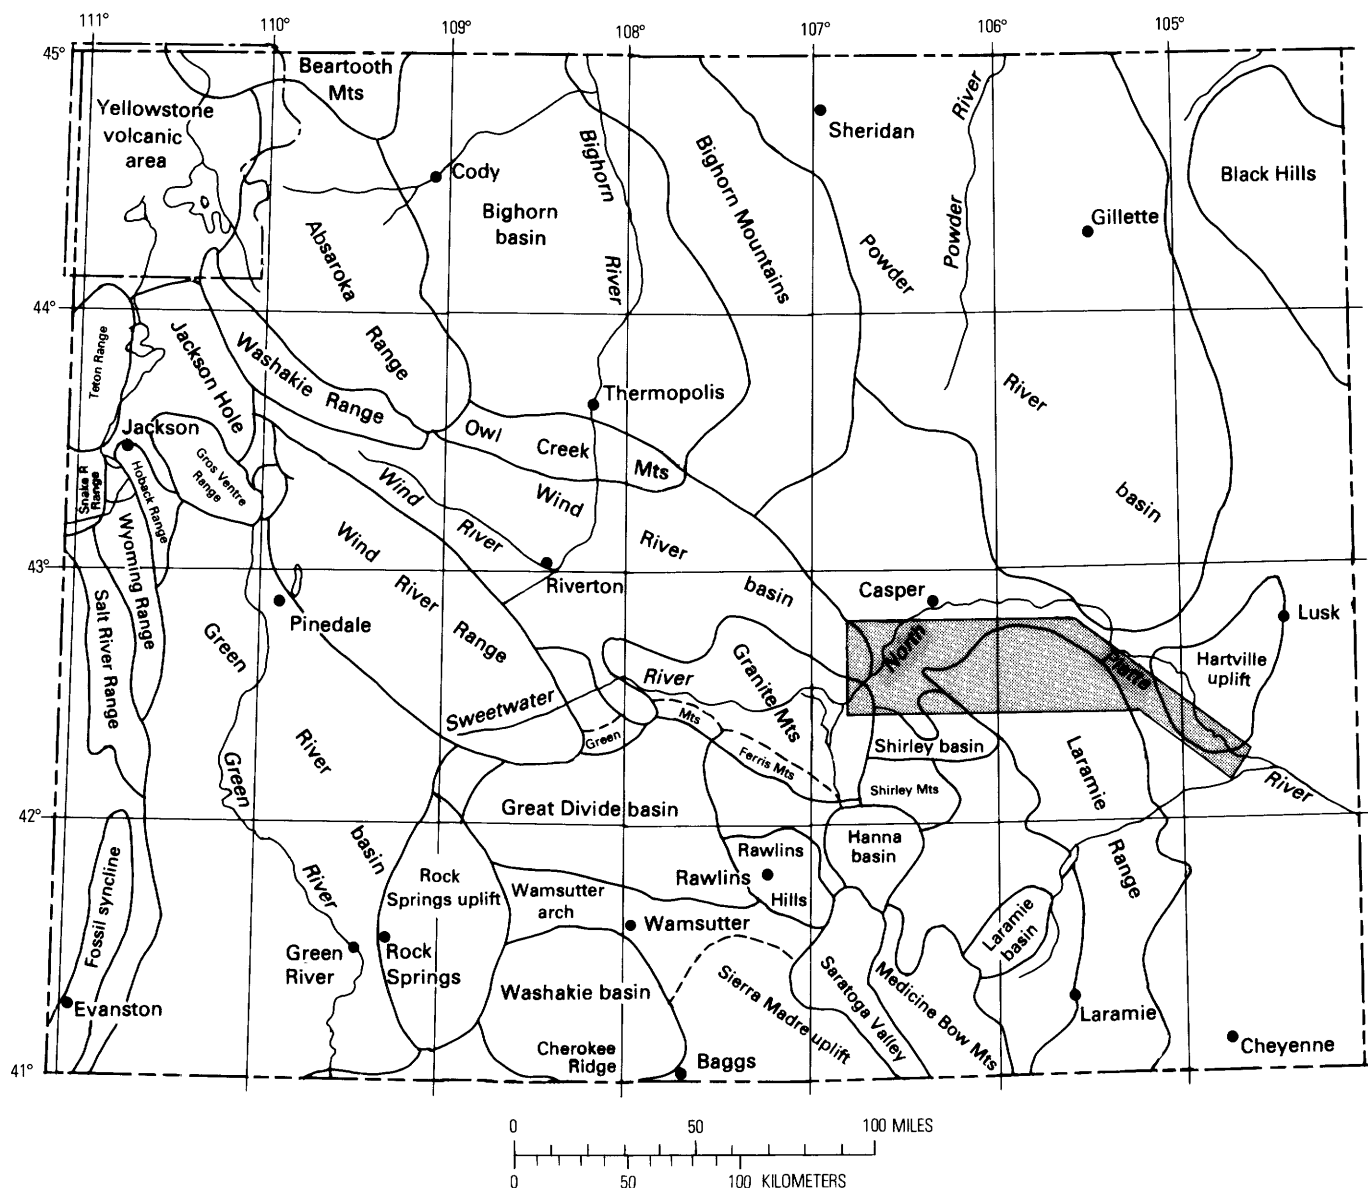 111°
110°
109°
108°
107°
106°
105°
45°
Beartooth
Mts
Yellowstone
volcanic
area
Sheridan
River
Cody
Bighorn
Bighorn Mountains
Black Hills
Bighorn
basin
Gillette
Absaroka
Powder
Powder
River
44°
Jackson Hole
Teton Range
Washakie
Range
Range
River
Thermopolis
Jackson
Owl
Creek
Mts
Gros Ventre
Range
Snake R
Range
Hoback Range
Wind
Wind
basin
Wyoming Range
Wind
River
River
43°
Riverton
basin
Casper
Lusk
Salt River Range
Pinedale
River
North
Green
Range
Granite Mts
Platte
Hartville
uplift
River
Sweetwater
Mts
Green
Shirley basin
River
Ferris Mts
Laramie
Green
Shirley Mts
River
42°
Great Divide basin
Hanna
basin
basin
Rawlins
Range
River
Rock
Springs uplift
Rawlins
Wamsutter
arch
Hills
Fossil syncline
Wamsutter
Laramie
basin
Green
River
Rock
Springs
Washakie basin
Sierra Madre uplift
Saratoga Valley
Medicine Bow Mts
Evanston
Laramie
Cherokee
Ridge
Baggs
Cheyenne
41°
0
50
100 MILES
0
50
100 KILOMETERS